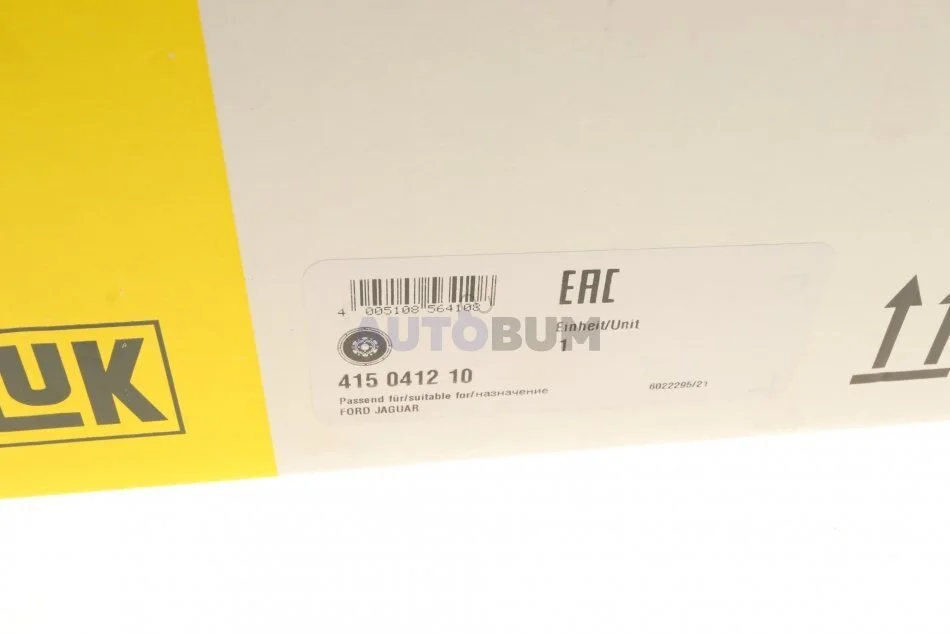 LUK
EAC
4 005108 564108
AUTOBUM
Einheit/Unit
1
415 0412 10
6022295/21
Passend für/suitable for/назначение
FORD JAGUAR